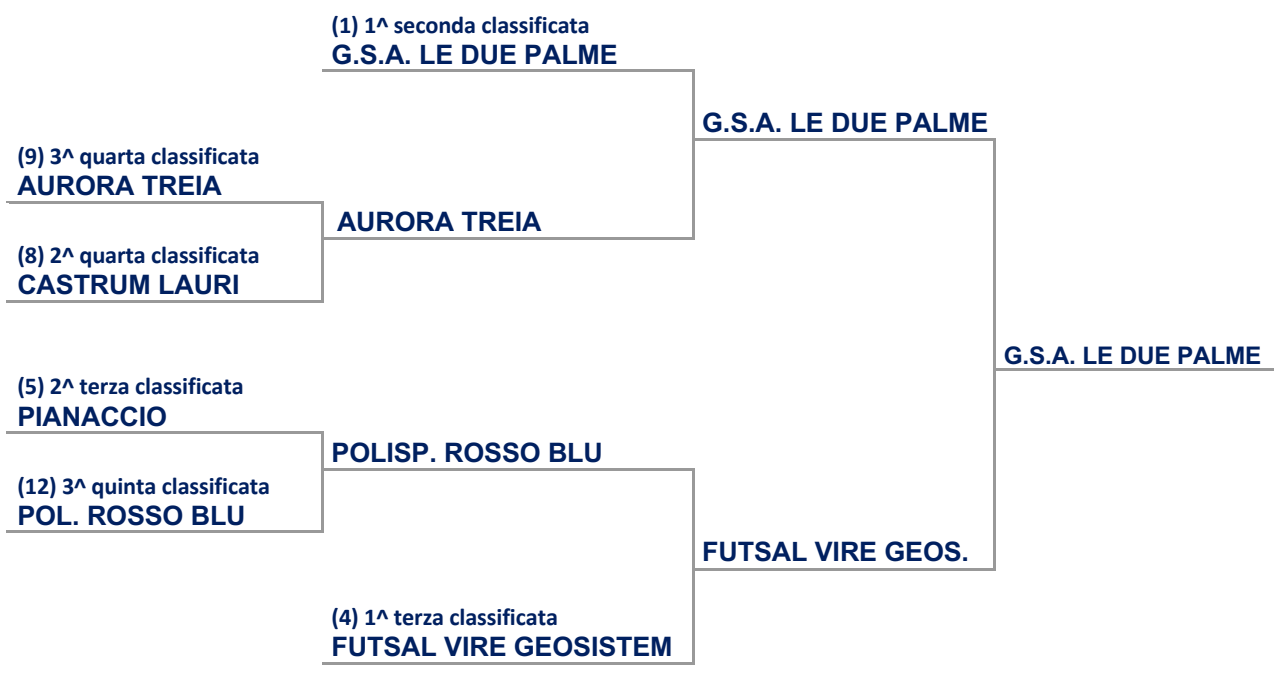 (1) 1^ seconda classificata
G.S.A. LE DUE PALME
G.S.A. LE DUE PALME
(9) 3^ quarta classificata
AURORA TREIA
AURORA TREIA
(8) 2^ quarta classificata
CASTRUM LAURI
G.S.A. LE DUE PALME
(5) 2^ terza classificata
PIANACCIO
POLISP. ROSSO BLU
(12) 3^ quinta classificata
POL. ROSSO BLU
FUTSAL VIRE GEOS.
(4) 1^ terza classificata
FUTSAL VIRE GEOSISTEM